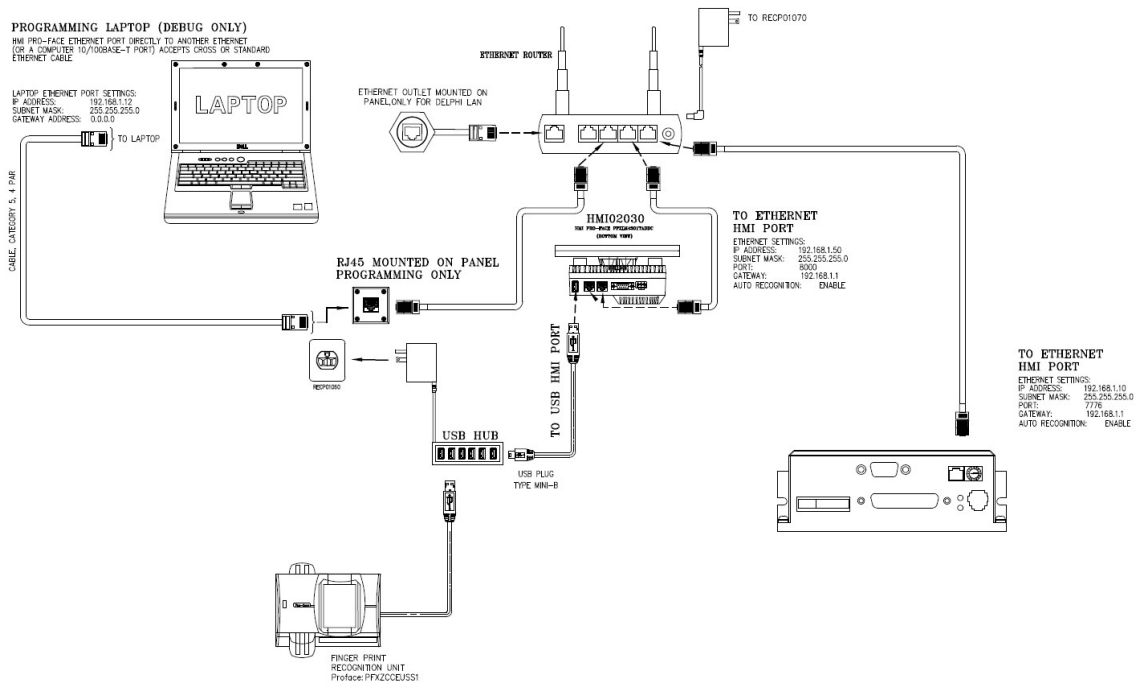 PROGRAMMING LAPTOP (DEBUG ONLY)
HMI PRO-FACE ETHERNET PORT DIRECTLY TO ANOTHER ETHERNET
(OR A COMPUTER 10/100BASE-T PORT) ACCEPTS CROSS OR STANDARD
ETHERNET CABLE
LAPTOP ETHERNET PORT SETTINGS:
IP ADDRESS: 192.168.1.12
SUBNET MASK: 255.255.255.0
GATEWAY ADDRESS: 0.0.0.0
TO LAPTOP
LAPTOP
DELL
CABLE, CATEGORY 5, 4 PAR
ETHERNET OUTLET MOUNTED ON
PANEL,ONLY FOR DELPHI LAN
ETHERNET ROUTER
TO RECP01070
HMI02030
(BOTTOM VIEW)
TO ETHERNET
HMI PORT
ETHERNET SETTINGS:
IP ADDRESS: 192.168.1.50
SUBNET MASK: 255.255.255.0
PORT: 8000
GATEWAY: 192.168.1.1
AUTO RECOGNITION: ENABLE
RJ45 MOUNTED ON PANEL
PROGRAMMING ONLY
RECP01060
USB HUB
TO USB HMI PORT
USB PLUG
TYPE MINI-B
TO ETHERNET
HMI PORT
ETHERNET SETTINGS:
IP ADDRESS: 192.168.1.10
SUBNET MASK: 255.255.255.0
PORT: 7776
GATEWAY: 192.168.1.1
AUTO RECOGNITION: ENABLE
FINGER PRINT
RECOGNITION UNIT
Proface: PFXZCCEUSS1